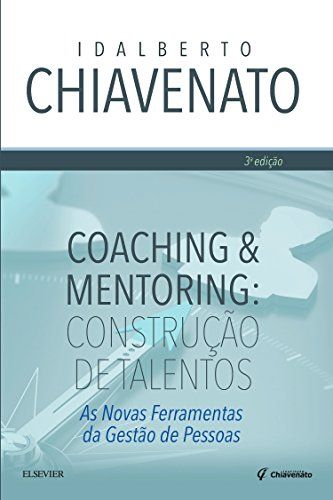 IDALBERTO
CHIAVENATO
3ª edição
COACHING &
MENTORING:
CONSTRUÇÃO
DE TALENTOS
As Novas Ferramentas
da Gestão de Pessoas
ELSEVIER
Chiavenato